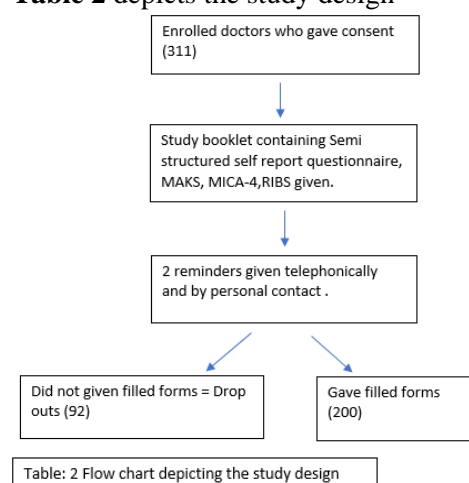 Table 2 depicts the study design
Enrolled doctors who gave consent
(311)
Study booklet containing Semi
structured self report questionnaire,
MAKS, MICA-4,RIBS given.
2 reminders given telephonically
and by personal contact .
Did not given filled forms = Drop
outs (92)
Gave filled forms
(200)
Table: 2 Flow chart depicting the study design